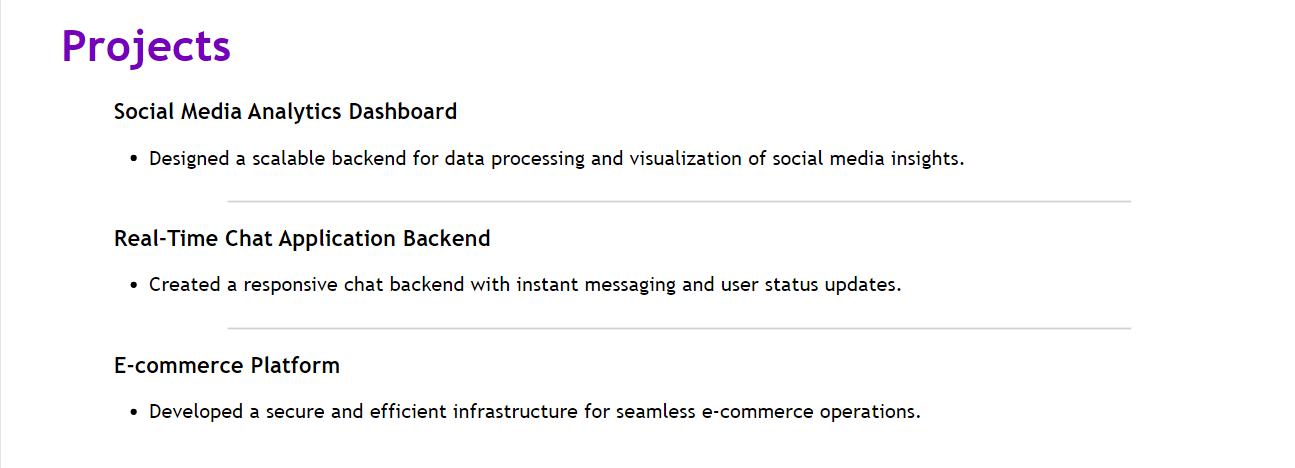 Projects
Social Media Analytics Dashboard
• Designed a scalable backend for data processing and visualization of social media insights.
Real-Time Chat Application Backend
• Created a responsive chat backend with instant messaging and user status updates.
E-commerce Platform
• Developed a secure and efficient infrastructure for seamless e-commerce operations.